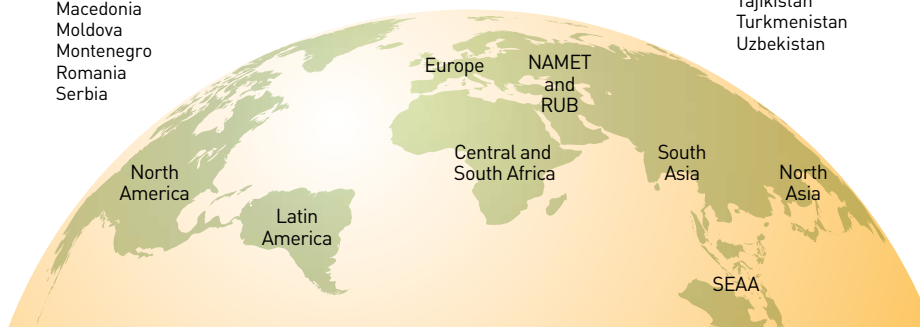 Macedonia
Moldova
Montenegro
Romania
Serbia
Tajikistan
Turkmenistan
Uzbekistan
Europe
NAMET
and
RUB
North
America
Latin
America
Central and
South Africa
South
Asia
North
Asia
SEAA